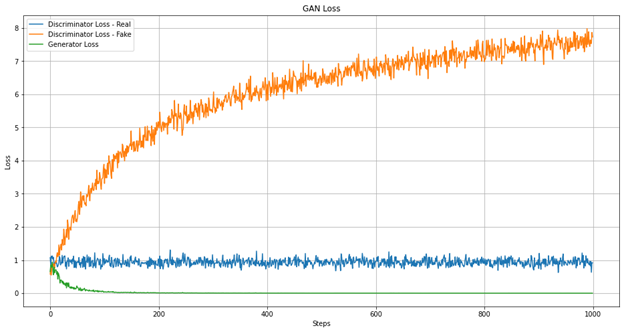 GAN Loss
Discriminator Loss - Real
Discriminator Loss - Fake
Generator Loss
8
7
6
5
4
3
2
1
0
Loss
0 200 400 600 800 1000
Steps